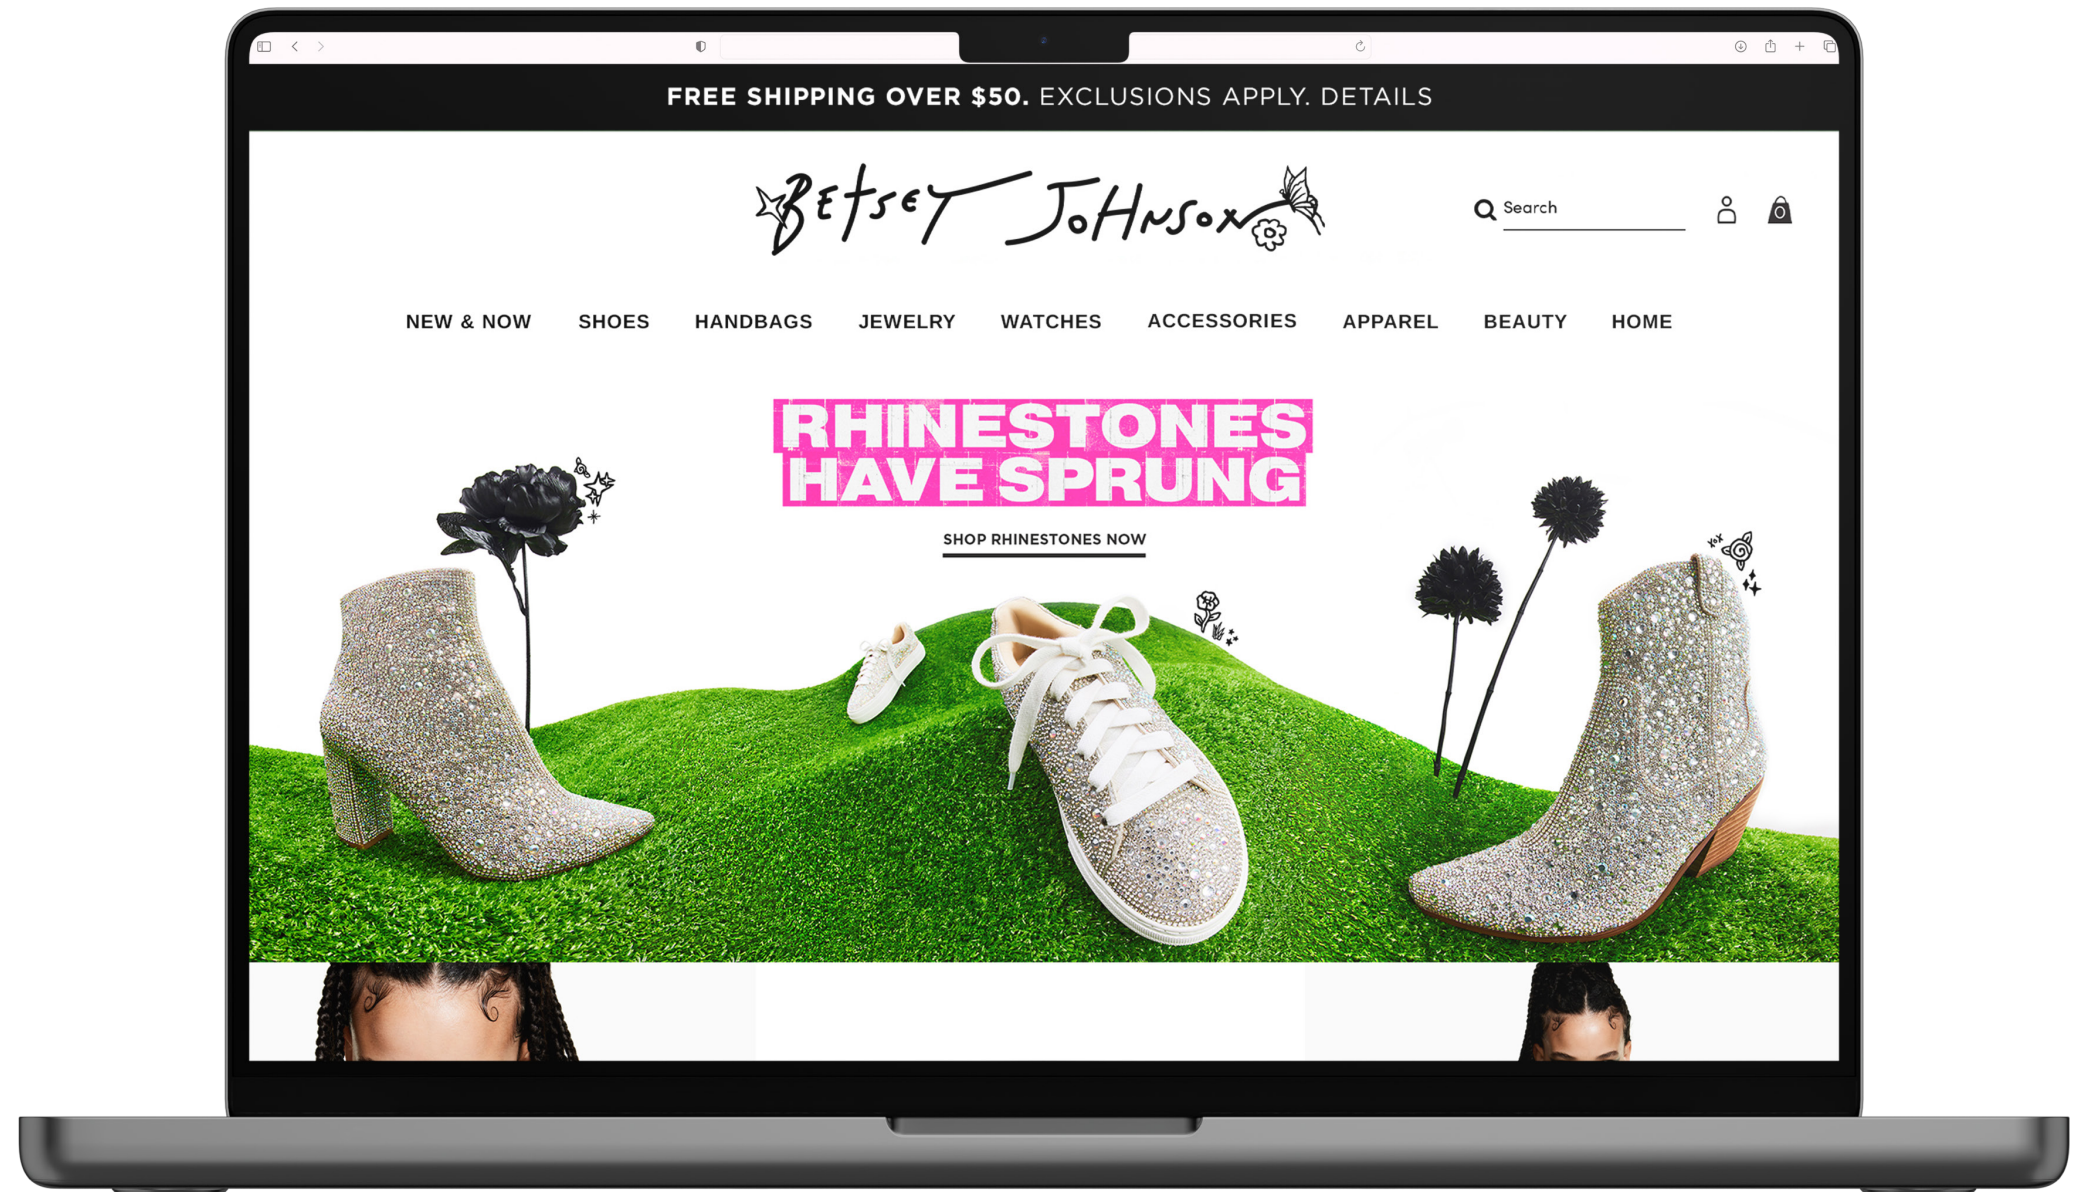 FREE SHIPPING OVER $50. EXCLUSIONS APPLY. DETAILS
BETSEY JOHNSON
Search
0
NEW & NOW SHOES HANDBAGS JEWELRY WATCHES ACCESSORIES APPAREL BEAUTY HOME
RHINESTONES
HAVE SPRUNG
SHOP RHINESTONES NOW
XOX